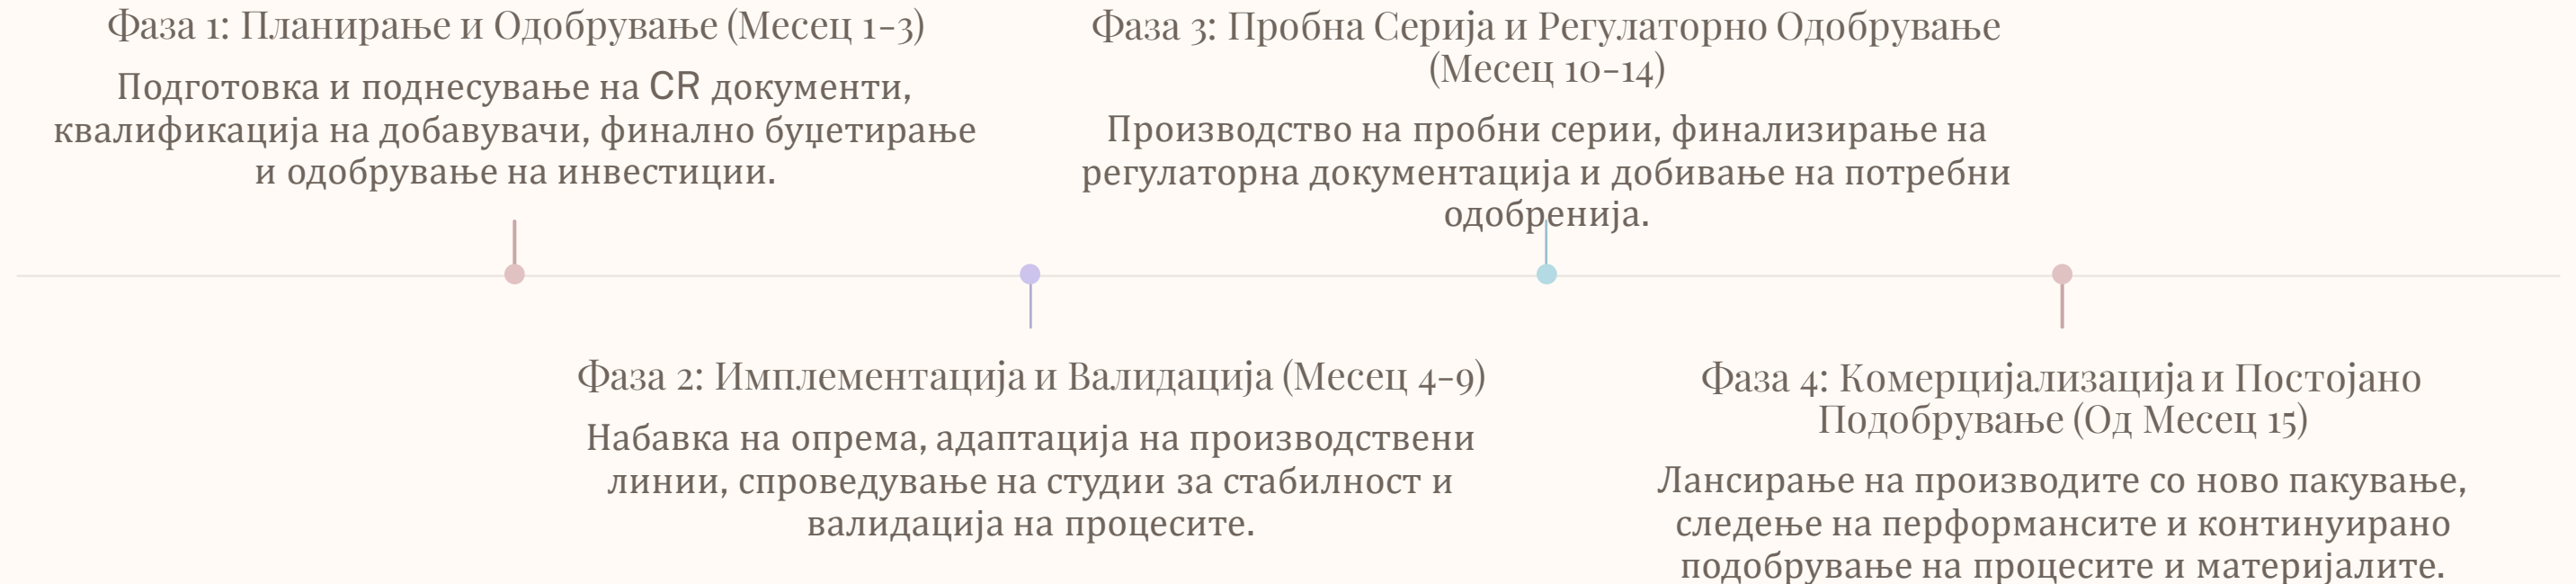 Фаза 1: Планирање и Одобрување (Месец 1-3)
Подготовка и поднесување на CR документи,
квалификација на добавувачи, финално буџетирање
и одобрување на инвестиции.
Фаза 2: Имплементација и Валидација (Месец 4-9)
Набавка на опрема, адаптација на производствени
линии, спроведување на студии за стабилност и
валидација на процесите.
Фаза 3: Пробна Серија и Регулаторно Одобрување
(Месец 10-14)
Производство на пробни серии, финализирање на
регулаторна документација и добивање на потребни
одобренија.
Фаза 4: Комерцијализација и Постојано
Подобрување (Од Месец 15)
Лансирање на производите со ново пакување,
следење на перформансите и континуирано
подобрување на процесите и материјалите.